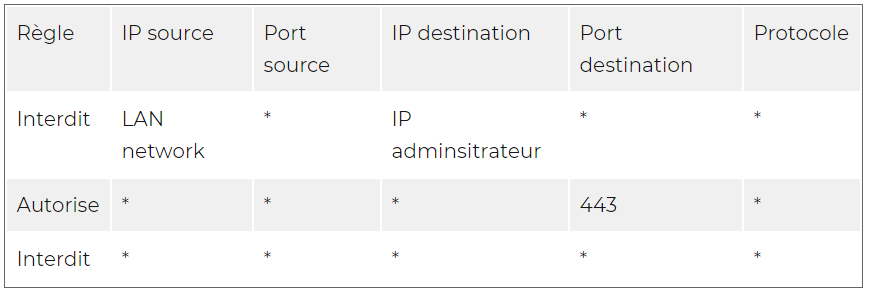 Règle IP source Port source IP destination Port destination Protocole
Interdit LAN network * IP adminsitrateur * *
Autorise * * * 443 *
Interdit * * * * *